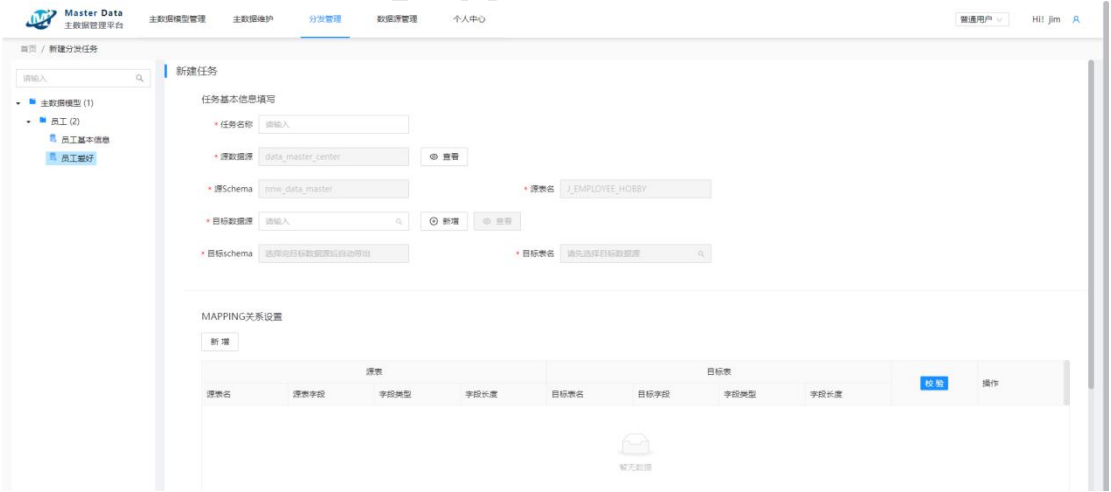 Master Data
主数据管理平台
主数据模型管理 主数据维护 分发管理 数据源管理 个人中心 普通用户 Hi! jim
首页 / 新建分发任务
请输入
主数据模型 (1)
员工 (2)
员工基本信息
员工爱好
新建任务
任务基本信息填写
* 任务名称 请输入
* 源数据源 data_master_center 查看
* 源Schema nnw_data_master * 源表名 J_EMPLOYEE_HOBBY
* 目标数据源 请输入 新增 查看
* 目标schema 选择完目标数据源后自动带出 * 目标表名 请先选择目标数据源
MAPPING关系设置
新 增
源表 目标表 校 验 操作
源表名 源表字段 字段类型 字段长度 目标表名 目标字段 字段类型 字段长度
暂无数据